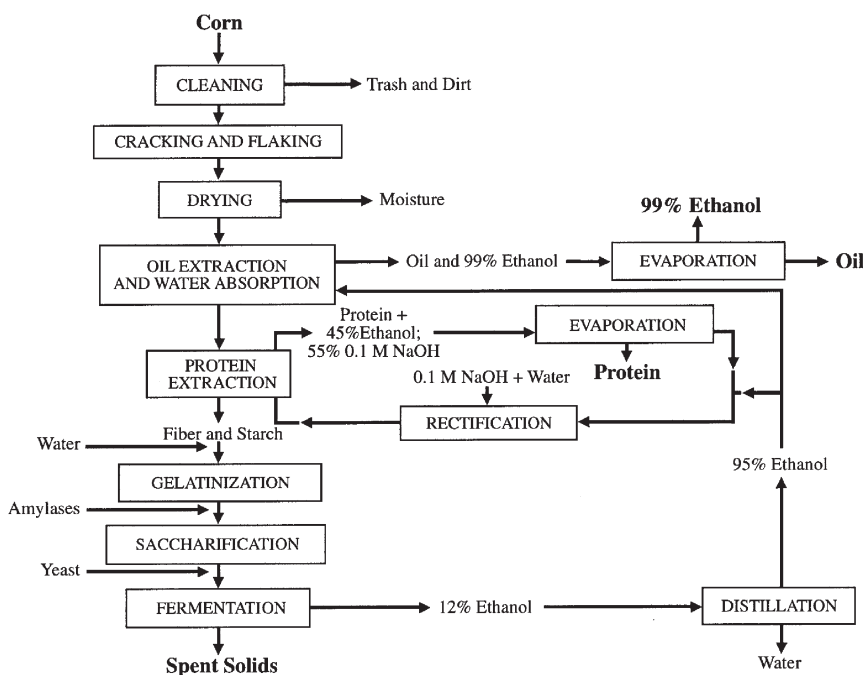 Corn
CLEANING
Trash and Dirt
CRACKING AND FLAKING
DRYING
Moisture
99% Ethanol
OIL EXTRACTION
AND WATER ABSORPTION
Oil and 99% Ethanol
EVAPORATION
Oil
Protein +
45%Ethanol;
55% 0.1 M NaOH
EVAPORATION
Protein
PROTEIN
EXTRACTION
0.1 M NaOH + Water
RECTIFICATION
Fiber and Starch
Water
95% Ethanol
GELATINIZATION
Amylases
SACCHARIFICATION
Yeast
FERMENTATION
12% Ethanol
DISTILLATION
Spent Solids
Water